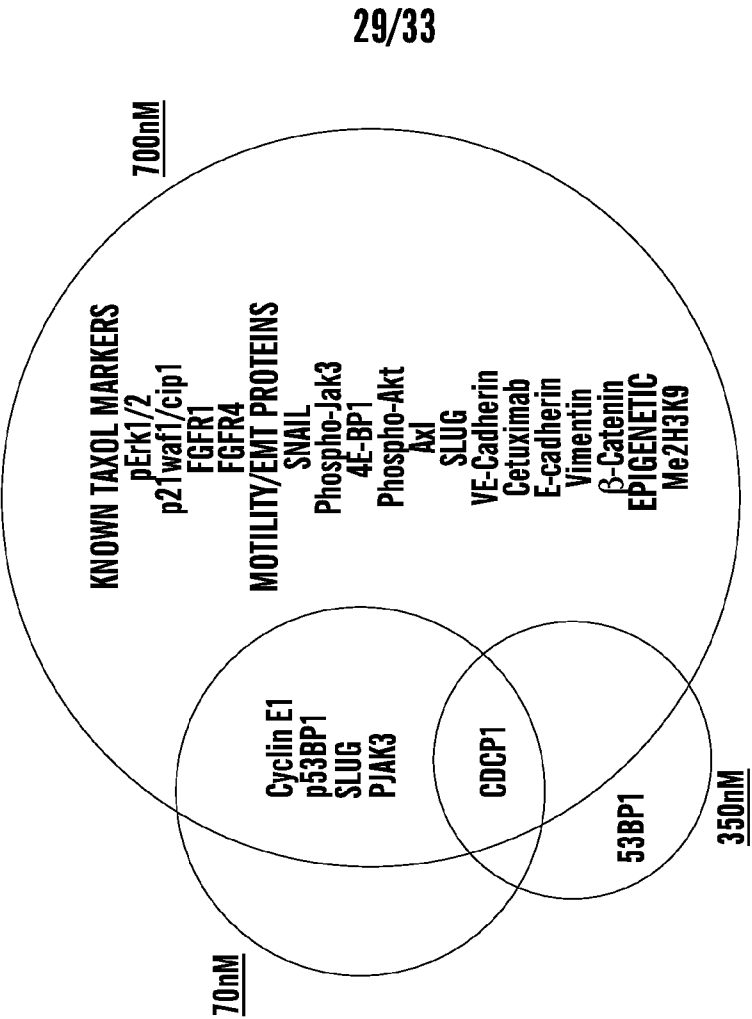 29/33
700nM
KNOWN TAXOL MARKERS
pErk1/2
p21waf1/cip1
FGFR1
FGFR4
MOTILITY/EMT PROTEINS
SNAIL
Phospho-Jak3
4E-BP1
Phospho-Akt
Axl
SLUG
VE-Cadherin
Cetuximab
E-cadherin
Vimentin
β-Catenin
EPIGENETIC
Me2H3K9
Cyclin E1
p53BP1
SLUG
PJAK3
CDCP1
53BP1
70nM
350nM